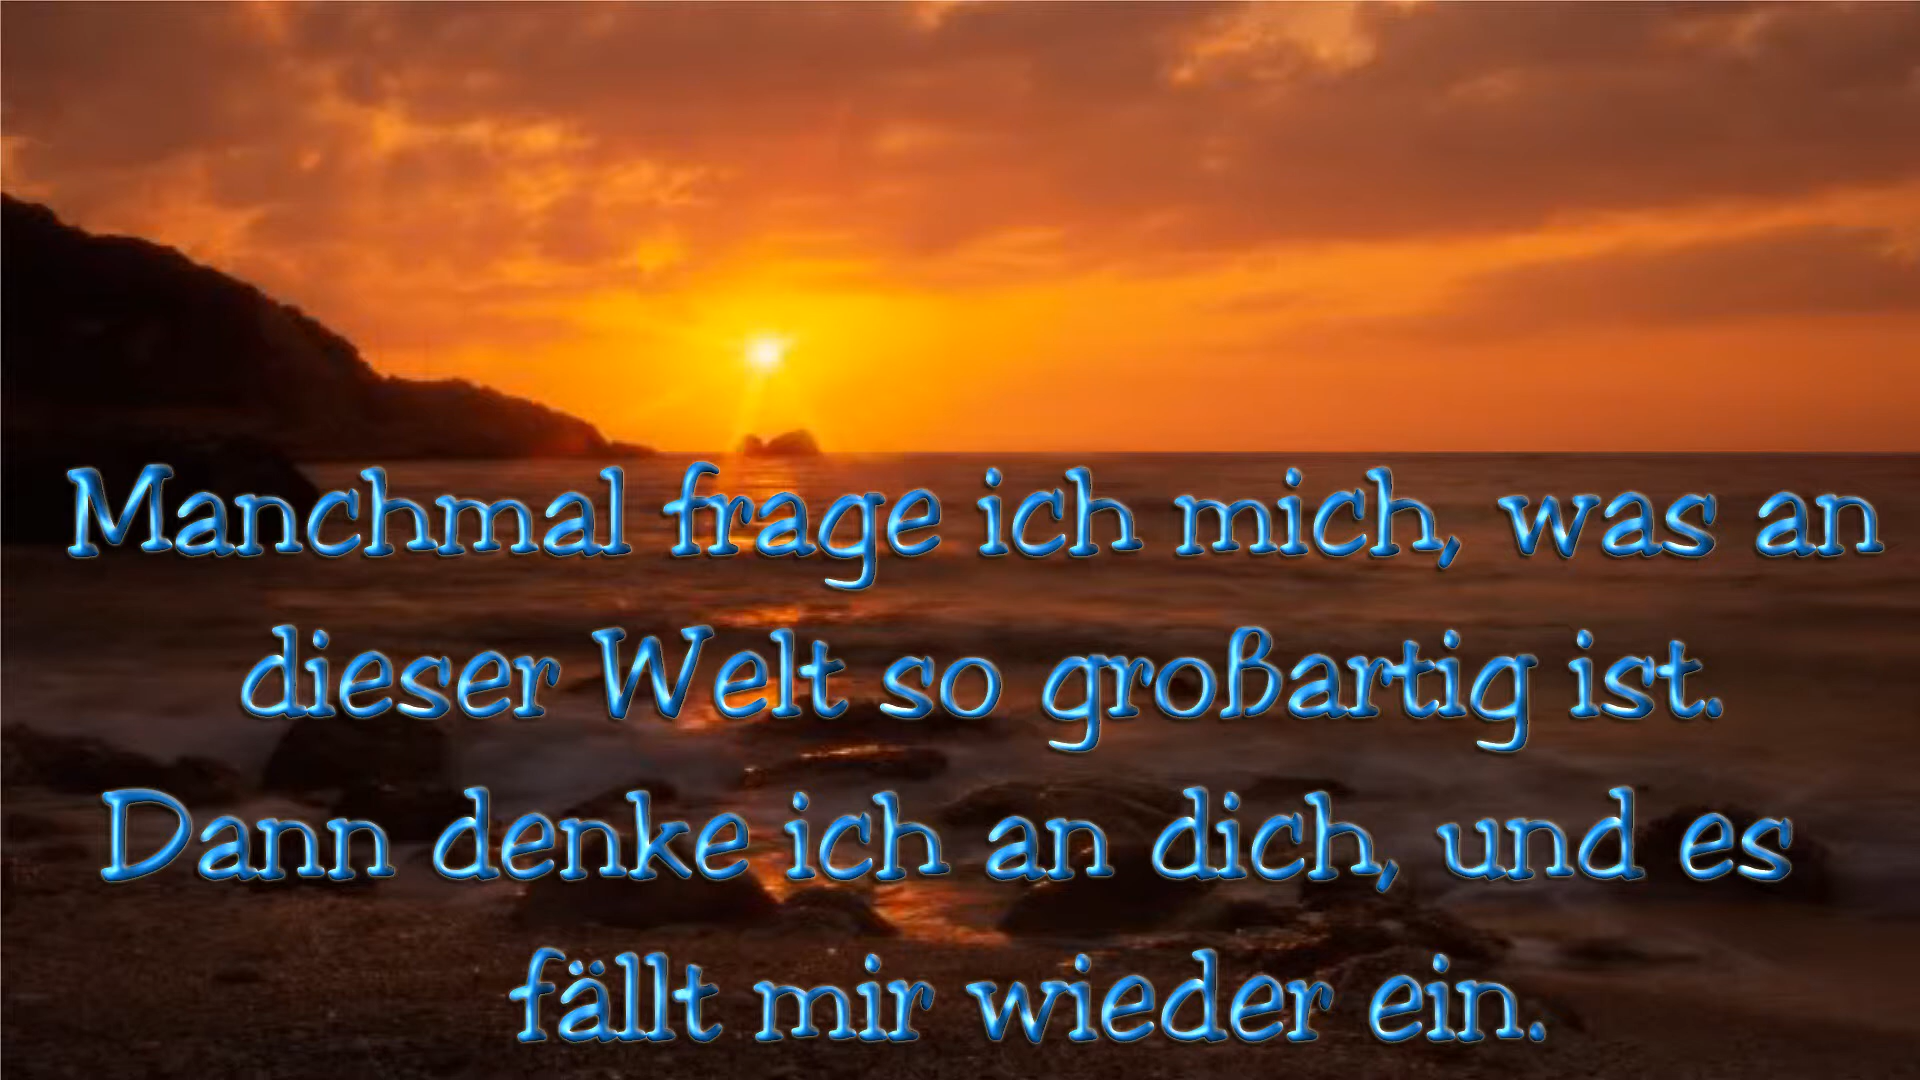 Manchmal frage ich mich, was an
dieser Welt so großartig ist.
Dann denke ich an dich, und es
fällt mir wieder ein.